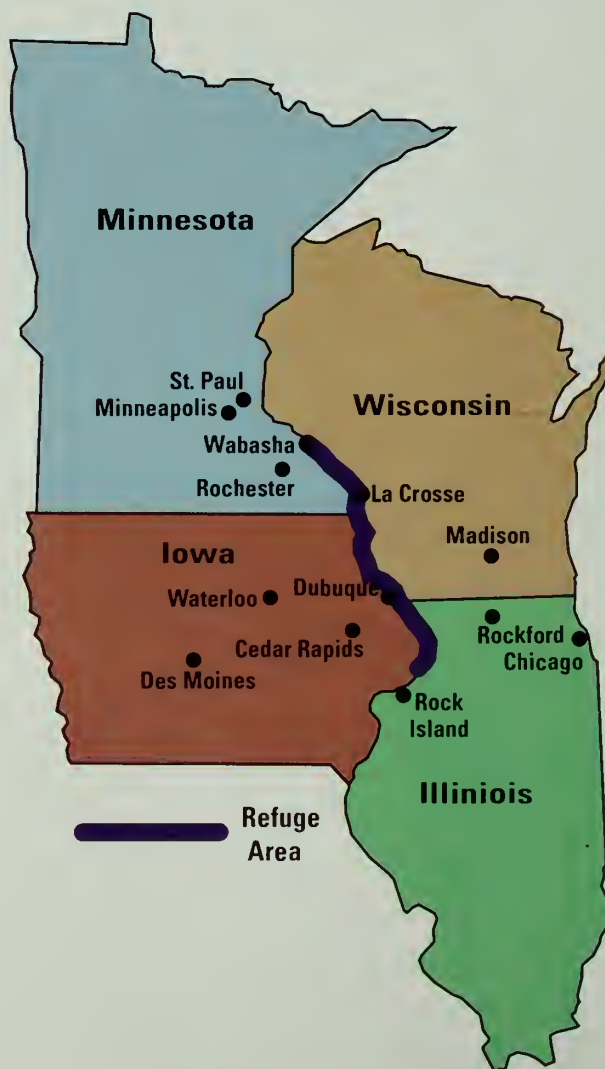 Minnesota
St. Paul
Minneapolis
Wisconsin
Wabasha
Rochester
La Crosse
Iowa
Madison
Waterloo
Dubuque
Cedar Rapids
Rockford
Chicago
Des Moines
Rock
Island
Illiniois
Refuge
Area